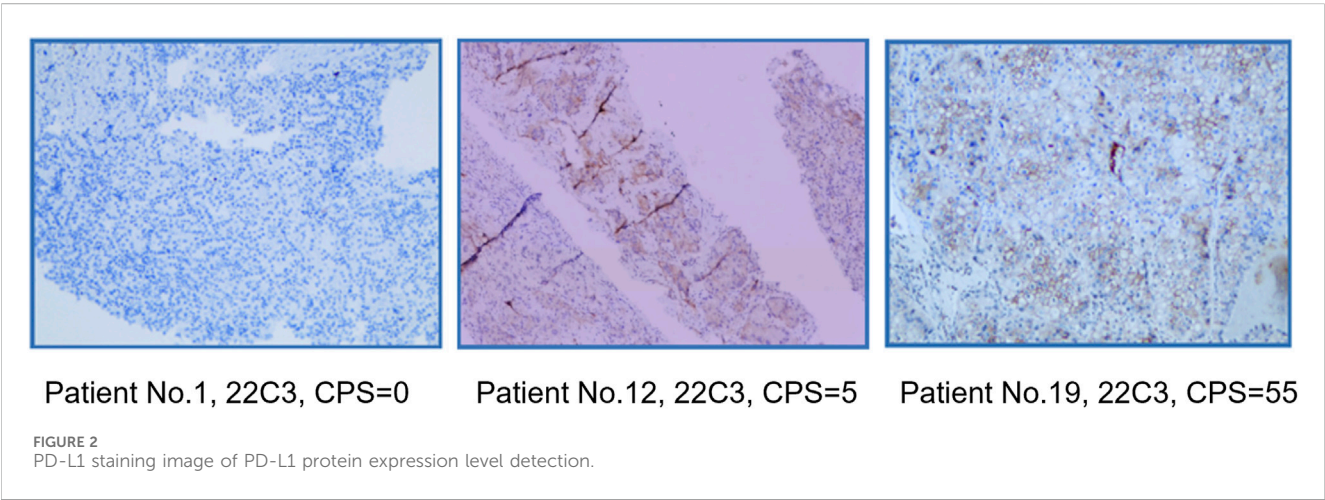 Patient No.1, 22C3, CPS=0
Patient No.12, 22C3, CPS=5
Patient No.19, 22C3, CPS=55
FIGURE 2
PD-L1 staining image of PD-L1 protein expression level detection.